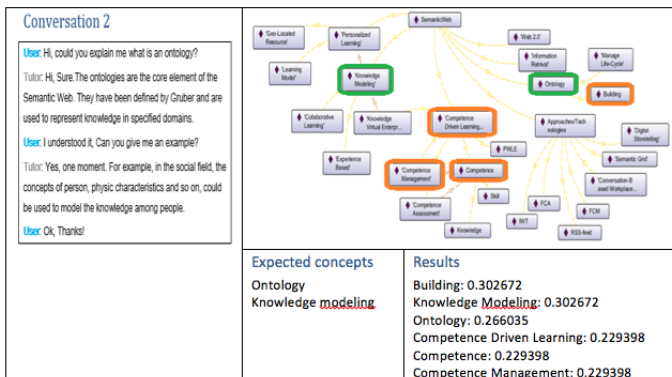 Conversation 2
User: Hi, could you explain me what is an ontology?
Tutor: Hi, Sure.The ontologies are the core element of the
Semantic Web. They have been defined by Gruber and are
used to represent knowledge in specified domains.
User: I understood it, Can you give me an example?
Tutor: Yes, one moment. For example, in the social field, the
concepts of person, physic characteristics and so on, could
be used to model the knowledge among people.
User: Ok, Thanks!
SemanticWeb
'Geo-Located
Resource'
'Personalized
Learning'
'Web 2.0'
'Information
Retrieval'
'Manage
Life-Cycle'
'Learning
Model'
'Knowledge
Modeling'
Ontology
Building
'Collaborative
Learning'
'Knowledge
Virtual Enterpr...
'Competence
Driven Learning...
Approaches/Tech
nologies
'Digital
Storytelling'
'Experience
Based'
PWLE
'Semantic Grid'
'Competence
Management'
Competence
'Conversation-B
ased Workplace...
'Competence
Assessment'
Skill
FCA
FCM
Knowledge
IWT
RSS-feed
Expected concepts
Ontology
Knowledge modeling
Results
Building: 0.302672
Knowledge Modeling: 0.302672
Ontology: 0.266035
Competence Driven Learning: 0.229398
Competence: 0.229398
Competence Management: 0.229398